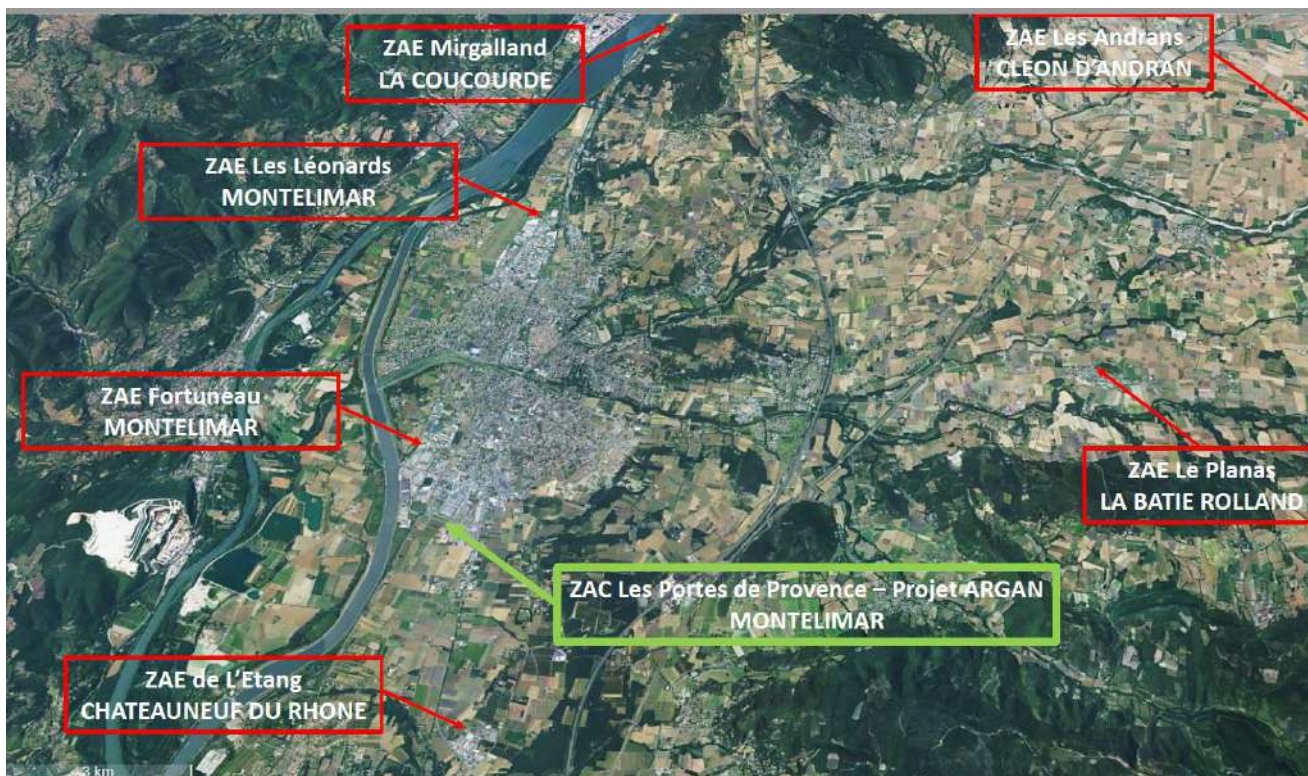 ZAE Mirgalland
LA COUCOURDE
ZAE Les Andrans
CLEON D'ANDRAN
ZAE Les Léonards
MONTELIMAR
ZAE Fortuneau
MONTELIMAR
ZAE Le Planas
LA BATIE ROLLAND
ZAC Les Portes de Provence – Projet ARGAN
MONTELIMAR
ZAE de L'Etang
CHATEAUNEUF DU RHONE
3 km